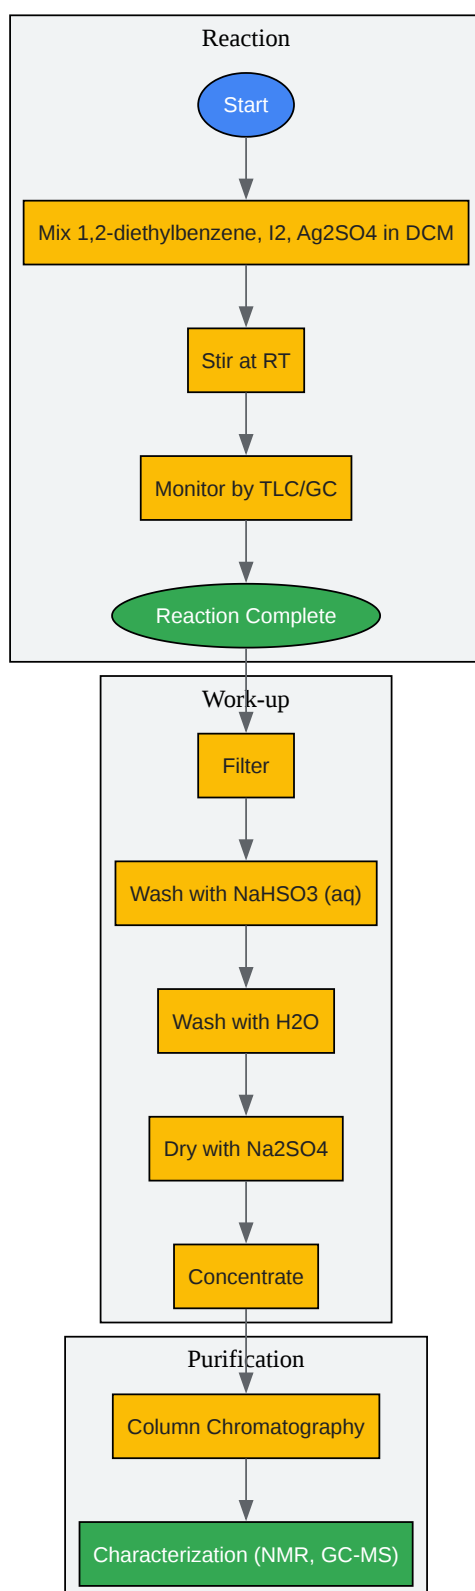 Reaction
Start
Mix 1,2-diethylbenzene, I2, Ag2SO4 in DCM
Stir at RT
Monitor by TLC/GC
Reaction Complete
Work-up
Filter
Wash with NaHSO3 (aq)
Wash with H2O
Dry with Na2SO4
Concentrate
Purification
Column Chromatography
Characterization (NMR, GC-MS)